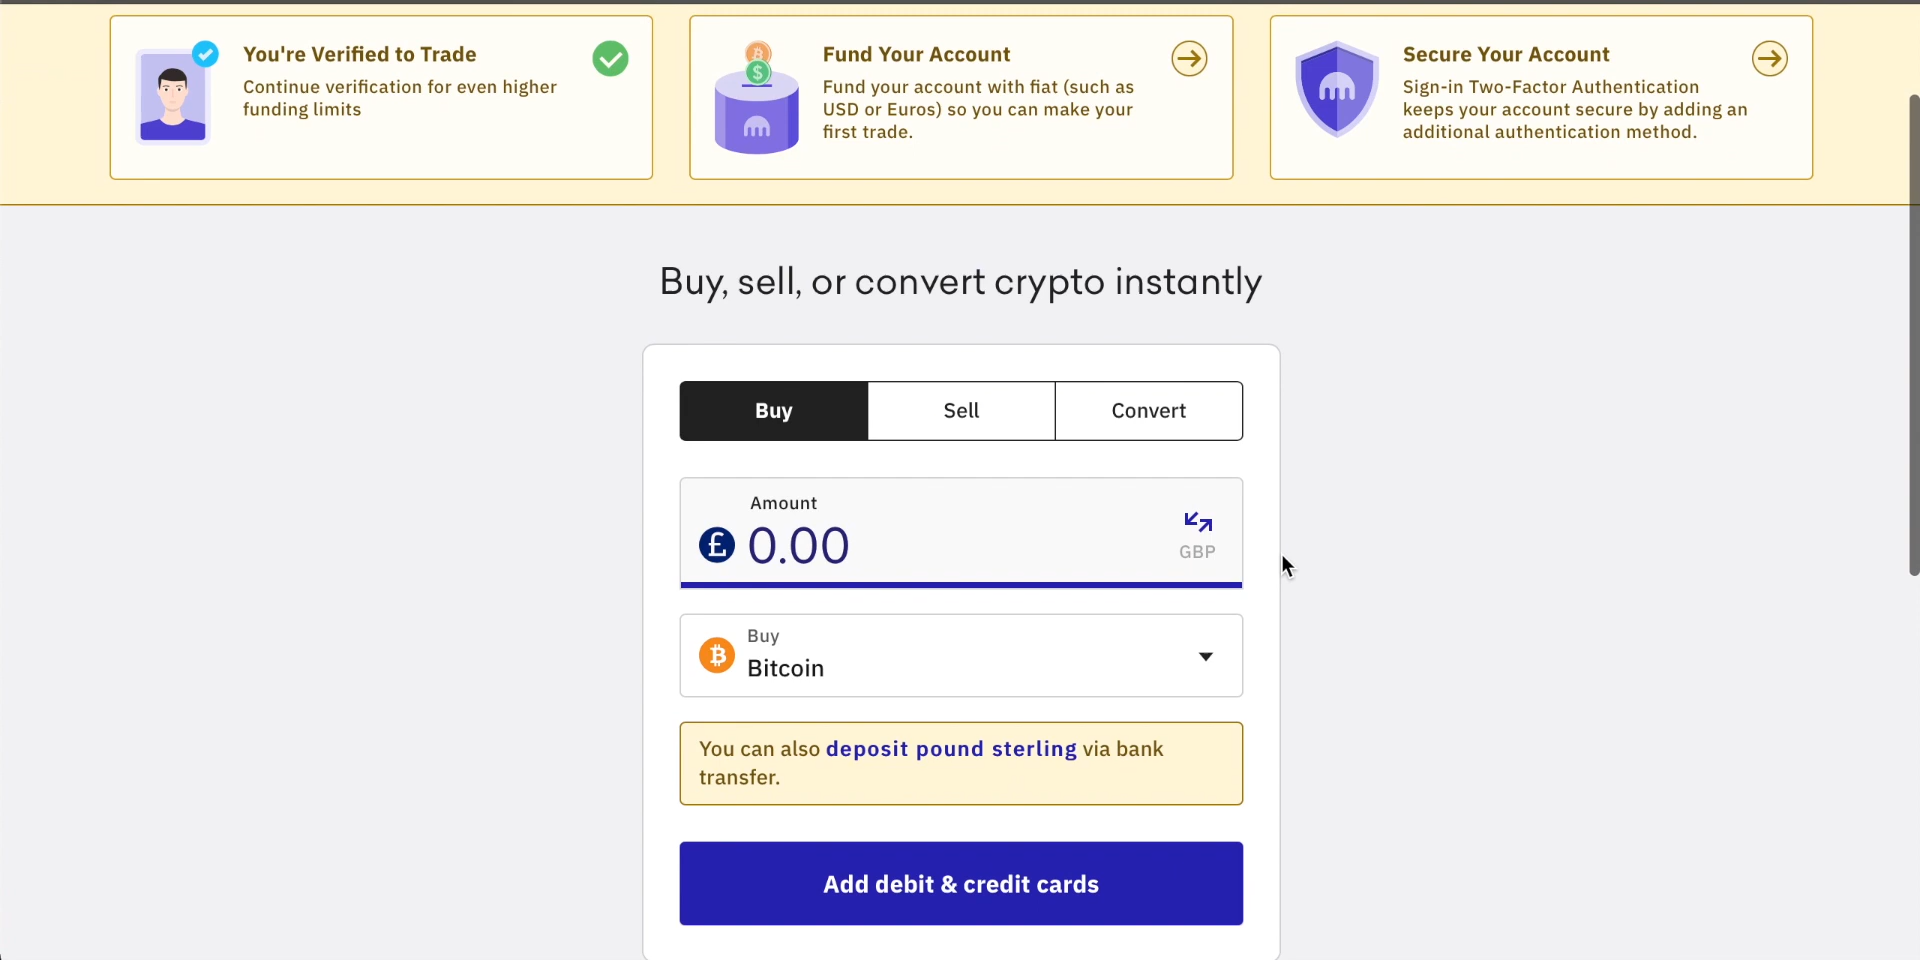 You're Verified to Trade
Continue verification for even higher
funding limits
Fund Your Account
Fund your account with fiat (such as
USD or Euros) so you can make your
first trade.
Secure Your Account
Sign-in Two-Factor Authentication
keeps your account secure by adding an
additional authentication method.
Buy, sell, or convert crypto instantly
Buy
Sell
Convert
Amount
£ 0.00
GBP
Buy
Bitcoin
You can also deposit pound sterling via bank
transfer.
Add debit & credit cards